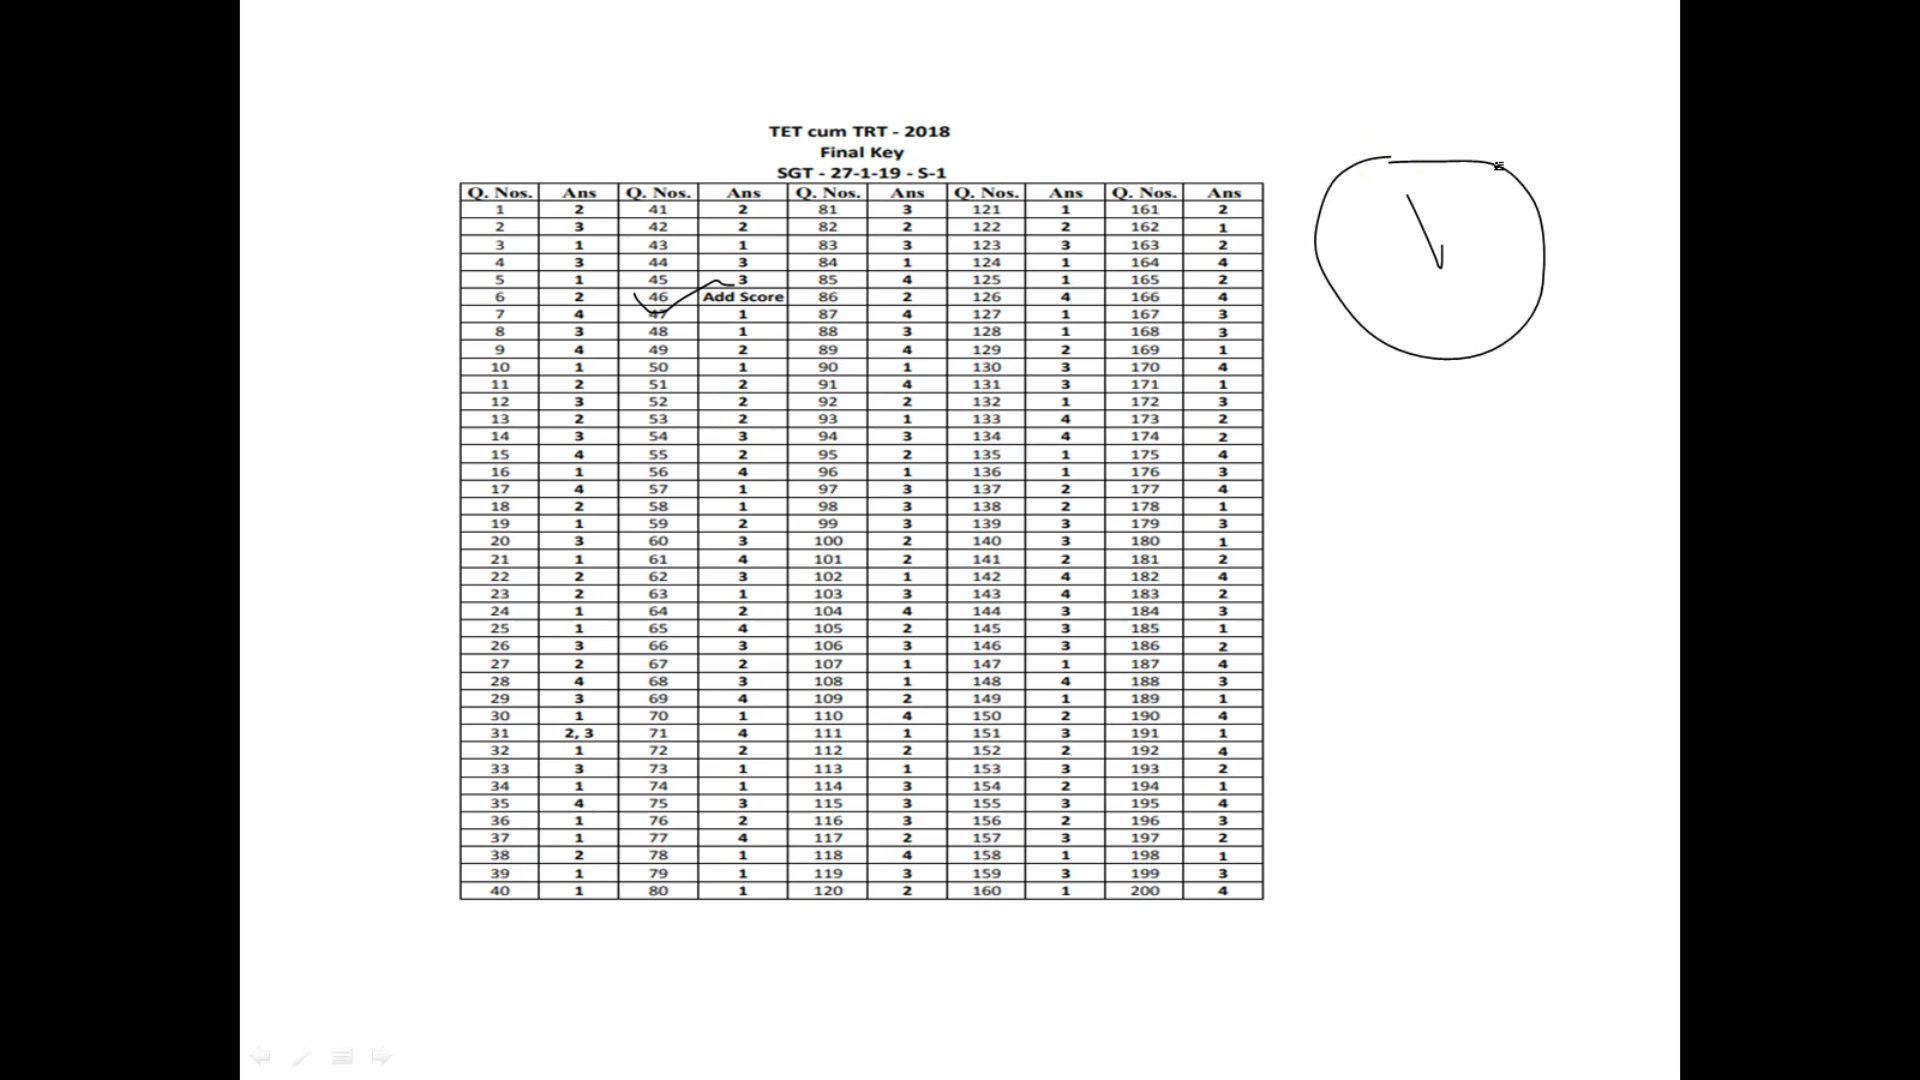 TET cum TRT - 2018
Final Key
SGT - 27-1-19 - S-1
Q. Nos. Ans Q. Nos. Ans Q. Nos. Ans Q. Nos. Ans Q. Nos. Ans
1 2 41 2 81 3 121 1 161 2
2 3 42 2 82 2 122 2 162 1
3 1 43 1 83 3 123 3 163 2
4 3 44 3 84 1 124 1 164 4
5 1 45 3 85 4 125 1 165 2
6 2 46 Add Score 86 2 126 4 166 4
7 4 47 1 87 4 127 1 167 3
8 3 48 1 88 3 128 1 168 3
9 4 49 2 89 4 129 2 169 1
10 1 50 1 90 1 130 3 170 4
11 2 51 2 91 4 131 3 171 1
12 3 52 2 92 2 132 1 172 3
13 2 53 2 93 1 133 4 173 2
14 3 54 3 94 3 134 4 174 2
15 4 55 2 95 2 135 1 175 4
16 1 56 4 96 1 136 1 176 3
17 4 57 1 97 3 137 2 177 4
18 2 58 1 98 3 138 2 178 1
19 1 59 2 99 3 139 3 179 3
20 3 60 3 100 2 140 3 180 1
21 1 61 4 101 2 141 2 181 2
22 2 62 3 102 1 142 4 182 4
23 2 63 1 103 3 143 4 183 2
24 1 64 2 104 4 144 3 184 3
25 1 65 4 105 2 145 3 185 1
26 3 66 3 106 3 146 3 186 2
27 2 67 2 107 1 147 1 187 4
28 4 68 3 108 1 148 4 188 3
29 3 69 4 109 2 149 1 189 1
30 1 70 1 110 4 150 2 190 4
31 2, 3 71 4 111 1 151 3 191 1
32 1 72 2 112 2 152 2 192 4
33 3 73 1 113 1 153 3 193 2
34 1 74 1 114 3 154 2 194 1
35 4 75 3 115 3 155 3 195 4
36 1 76 2 116 3 156 2 196 3
37 1 77 4 117 2 157 3 197 2
38 2 78 1 118 4 158 1 198 1
39 1 79 1 119 3 159 3 199 3
40 1 80 1 120 2 160 1 200 4